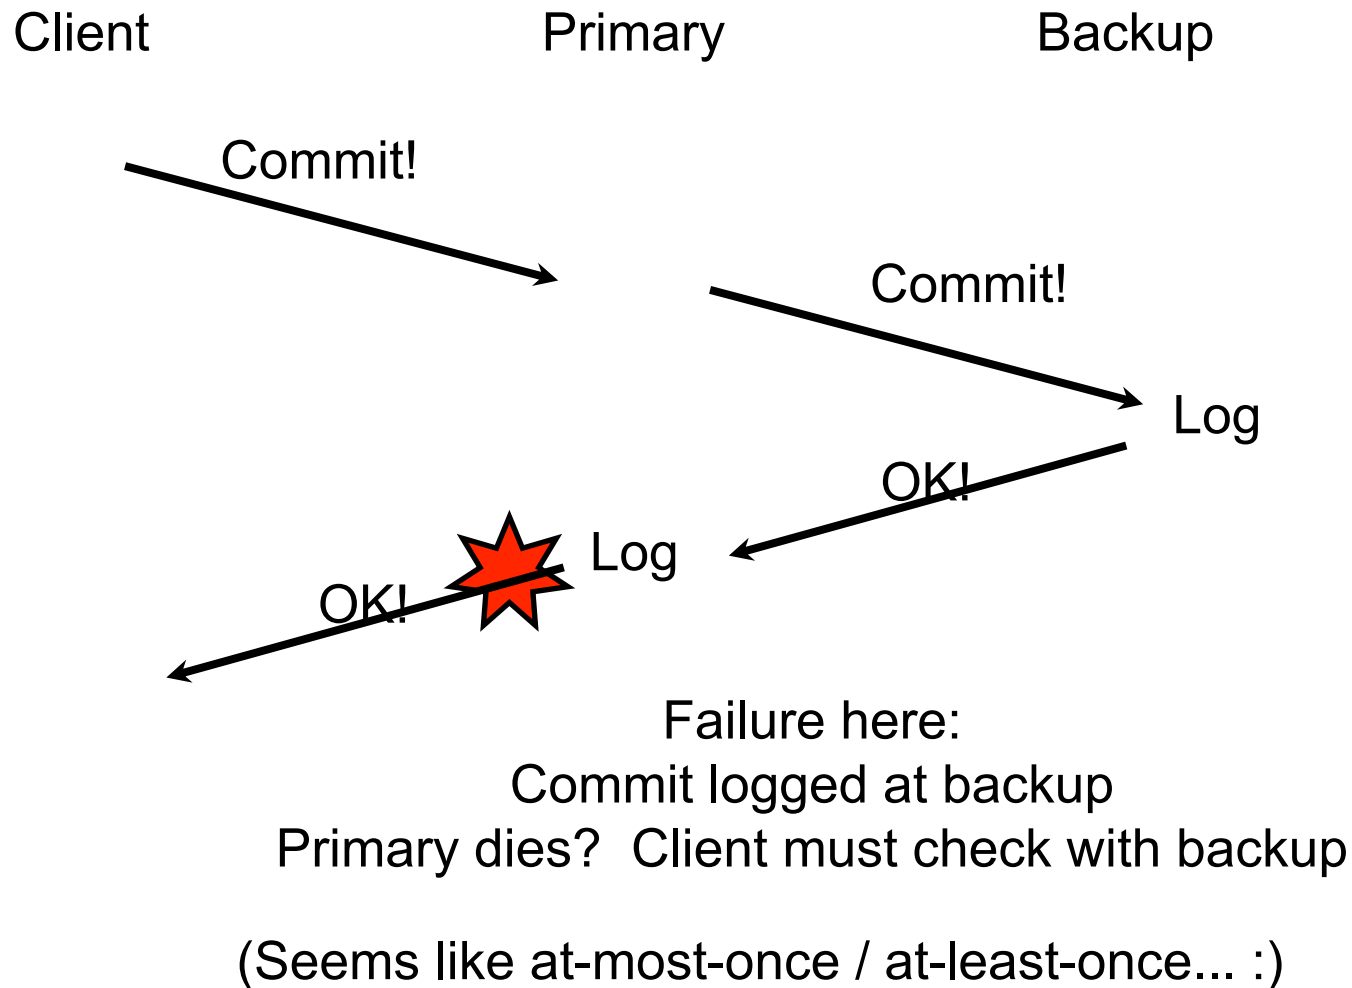 Client
Primary
Backup
Commit!
Commit!
Log
OK!
Log
OK!
Failure here:
Commit logged at backup
Primary dies?  Client must check with backup
(Seems like at-most-once / at-least-once... :)